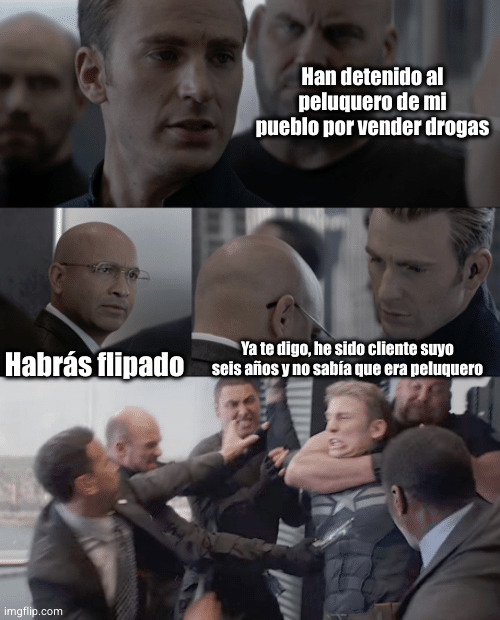 Han detenido al
peluquero de mi
pueblo por vender drogas
Habrás flipado
Ya te digo, he sido cliente suyo
seis años y no sabía que era peluquero
imgflip.com